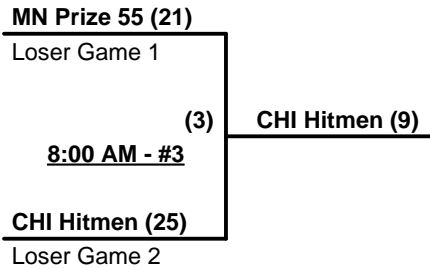 MN Prize 55 (21)
Loser Game 1
(3)
CHI Hitmen (9)
8:00 AM - #3
CHI Hitmen (25)
Loser Game 2